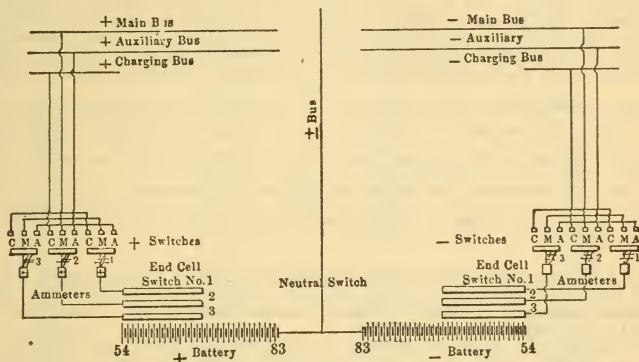 + Main Bus
+ Auxiliary Bus
+ Charging Bus
± Bus
C M A C M A C M A
+ Switches
#3 #2 #1
Ammeters
End Cell
Switch No.1
2
3
54 + Battery 83
Neutral Switch
− Main Bus
− Auxiliary
− Charging Bus
C M A C M A C M A
− Switches
#3 #2 #1
End Cell
Switch No.1
Ammeters
2
3
83 − Battery 54